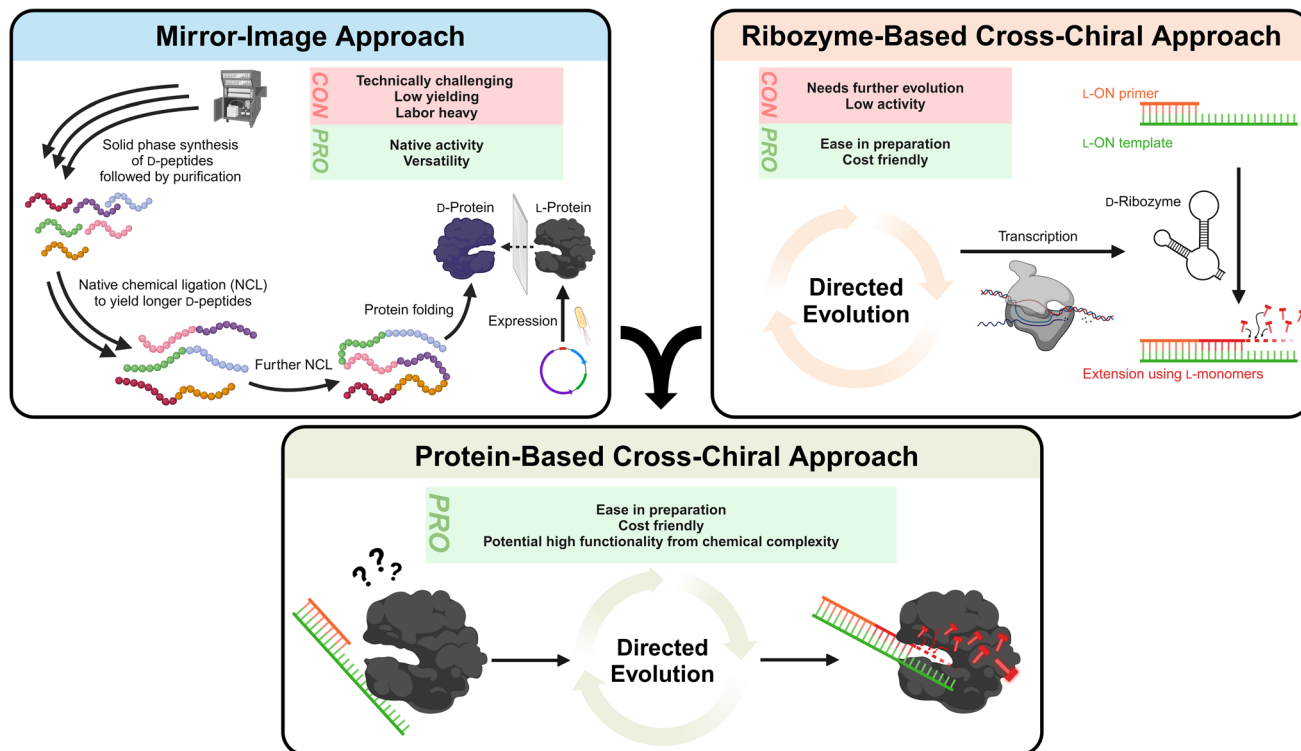 Mirror-Image Approach
CON
Technically challenging
Low yielding
Labor heavy
PRO
Native activity
Versatility
Solid phase synthesis
of D-peptides
followed by purification
D-Protein
L-Protein
Native chemical ligation (NCL)
to yield longer D-peptides
Protein folding
Expression
Further NCL
Ribozyme-Based Cross-Chiral Approach
CON
Needs further evolution
Low activity
PRO
Ease in preparation
Cost friendly
L-ON primer
L-ON template
D-Ribozyme
Transcription
Directed
Evolution
Extension using L-monomers
Protein-Based Cross-Chiral Approach
PRO
Ease in preparation
Cost friendly
Potential high functionality from chemical complexity
???
Directed
Evolution